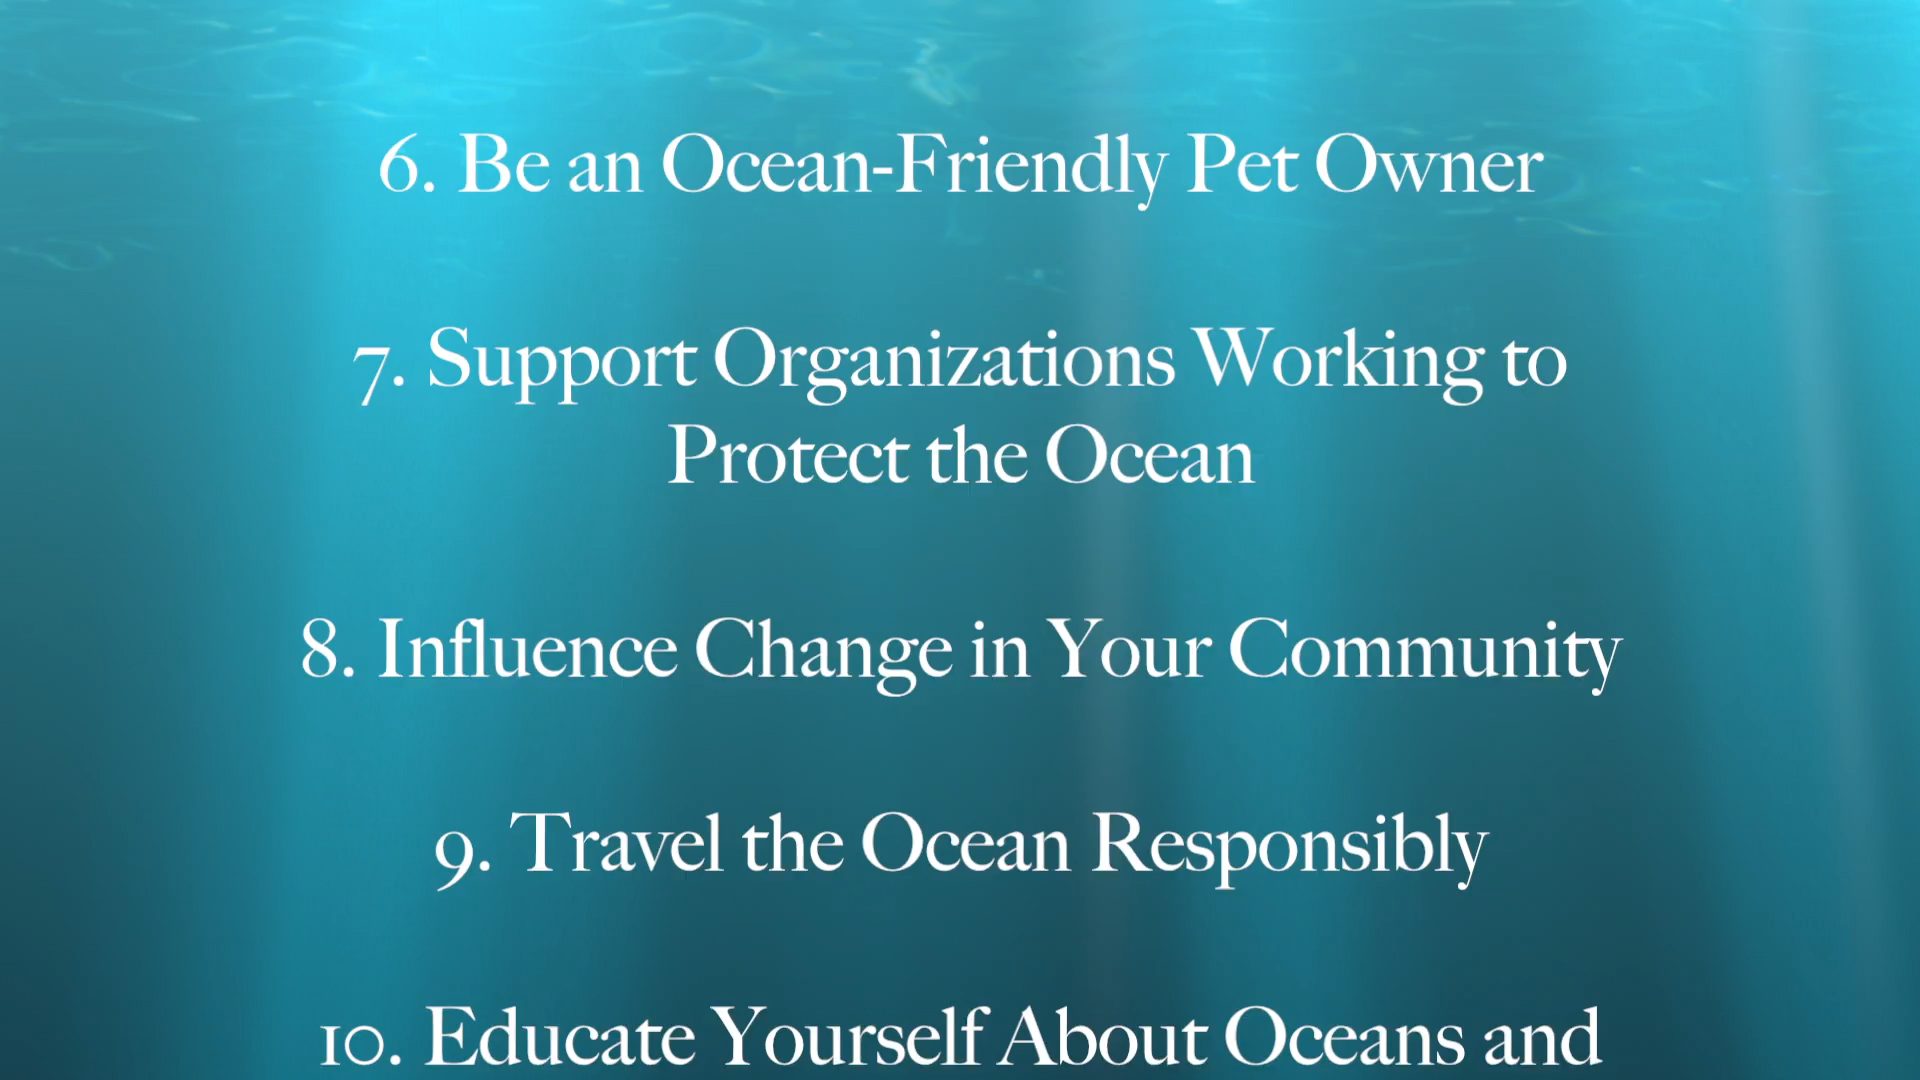 6. Be an Ocean-Friendly Pet Owner
7. Support Organizations Working to
Protect the Ocean
8. Influence Change in Your Community
9. Travel the Ocean Responsibly
10. Educate Yourself About Oceans and